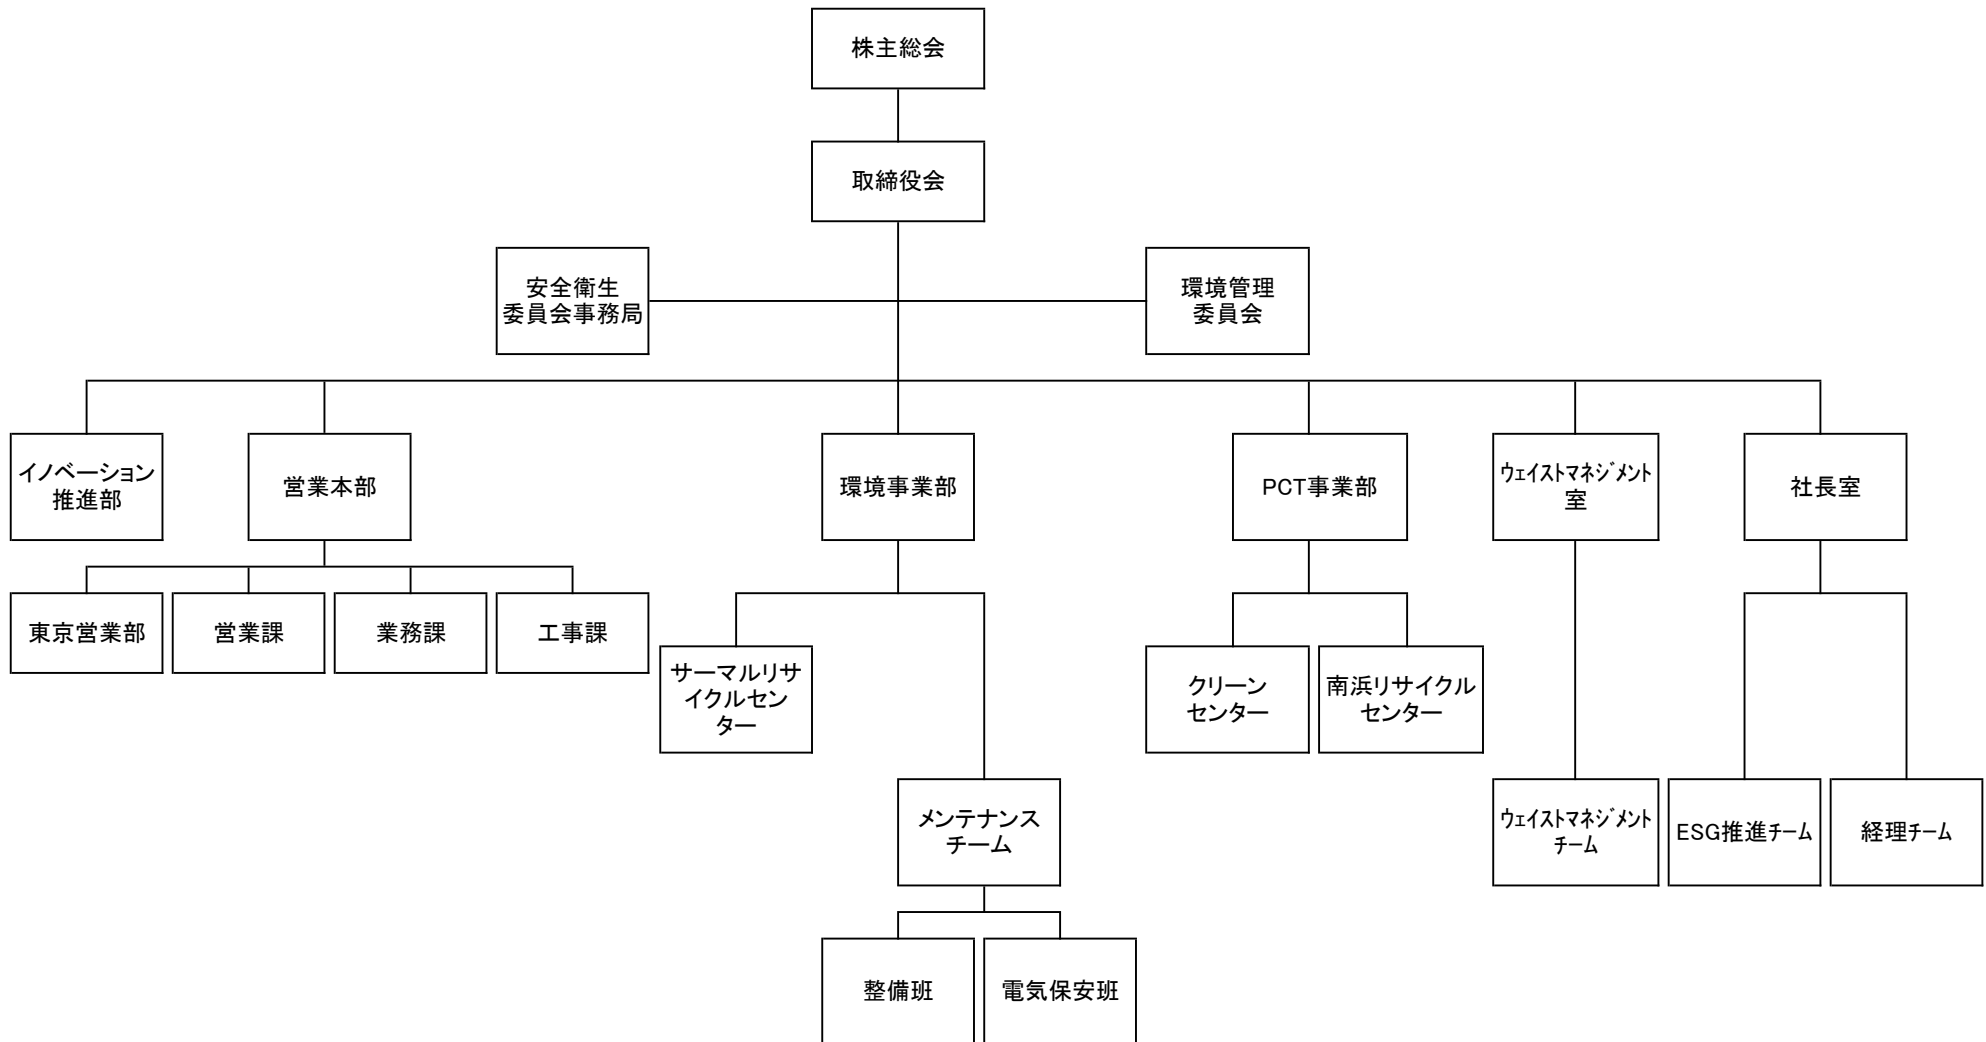 株主総会
取締役会
安全衛生
委員会事務局
環境管理
委員会
イノベーション
推進部
営業本部
環境事業部
PCT事業部
ｳｪｲｽﾄﾏﾈｼﾞﾒﾝﾄ
室
社長室
東京営業部
営業課
業務課
工事課
サーマルリサ
イクルセン
ター
クリーン
センター
南浜リサイクル
センター
メンテナンス
チーム
ｳｪｲｽﾄﾏﾈｼﾞﾒﾝﾄ
ﾁｰﾑ
ESG推進ﾁｰﾑ
経理ﾁｰﾑ
整備班
電気保安班